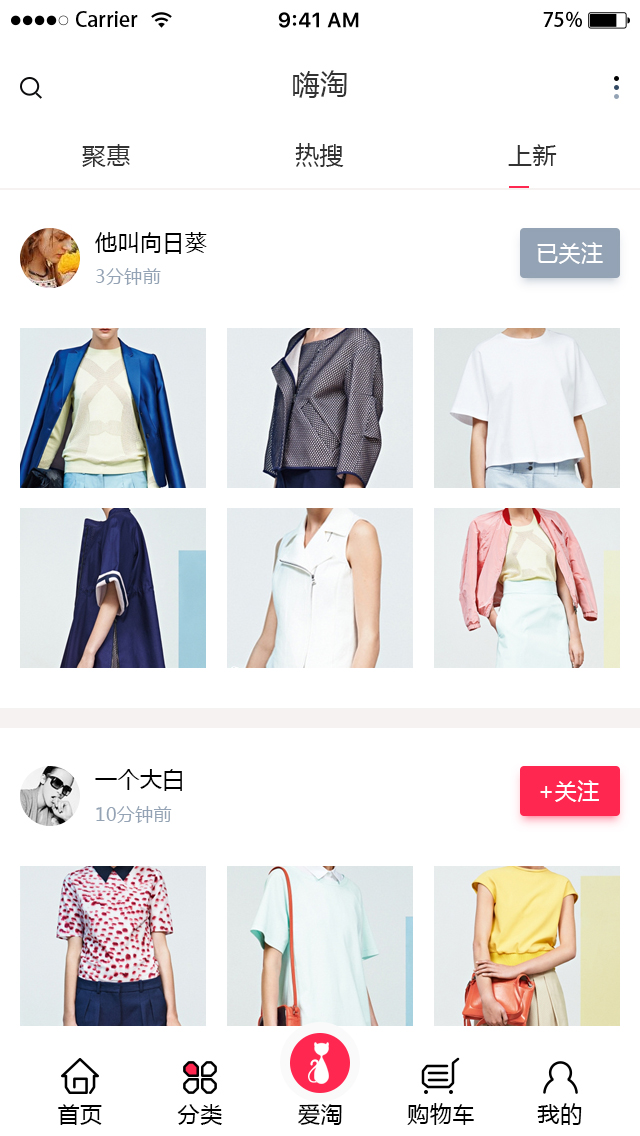 Carrier 9:41 AM 75%
嗨淘
聚惠 热搜 上新
他叫向日葵
3分钟前
已关注
一个大白
10分钟前
+关注
首页 分类 爱淘 购物车 我的